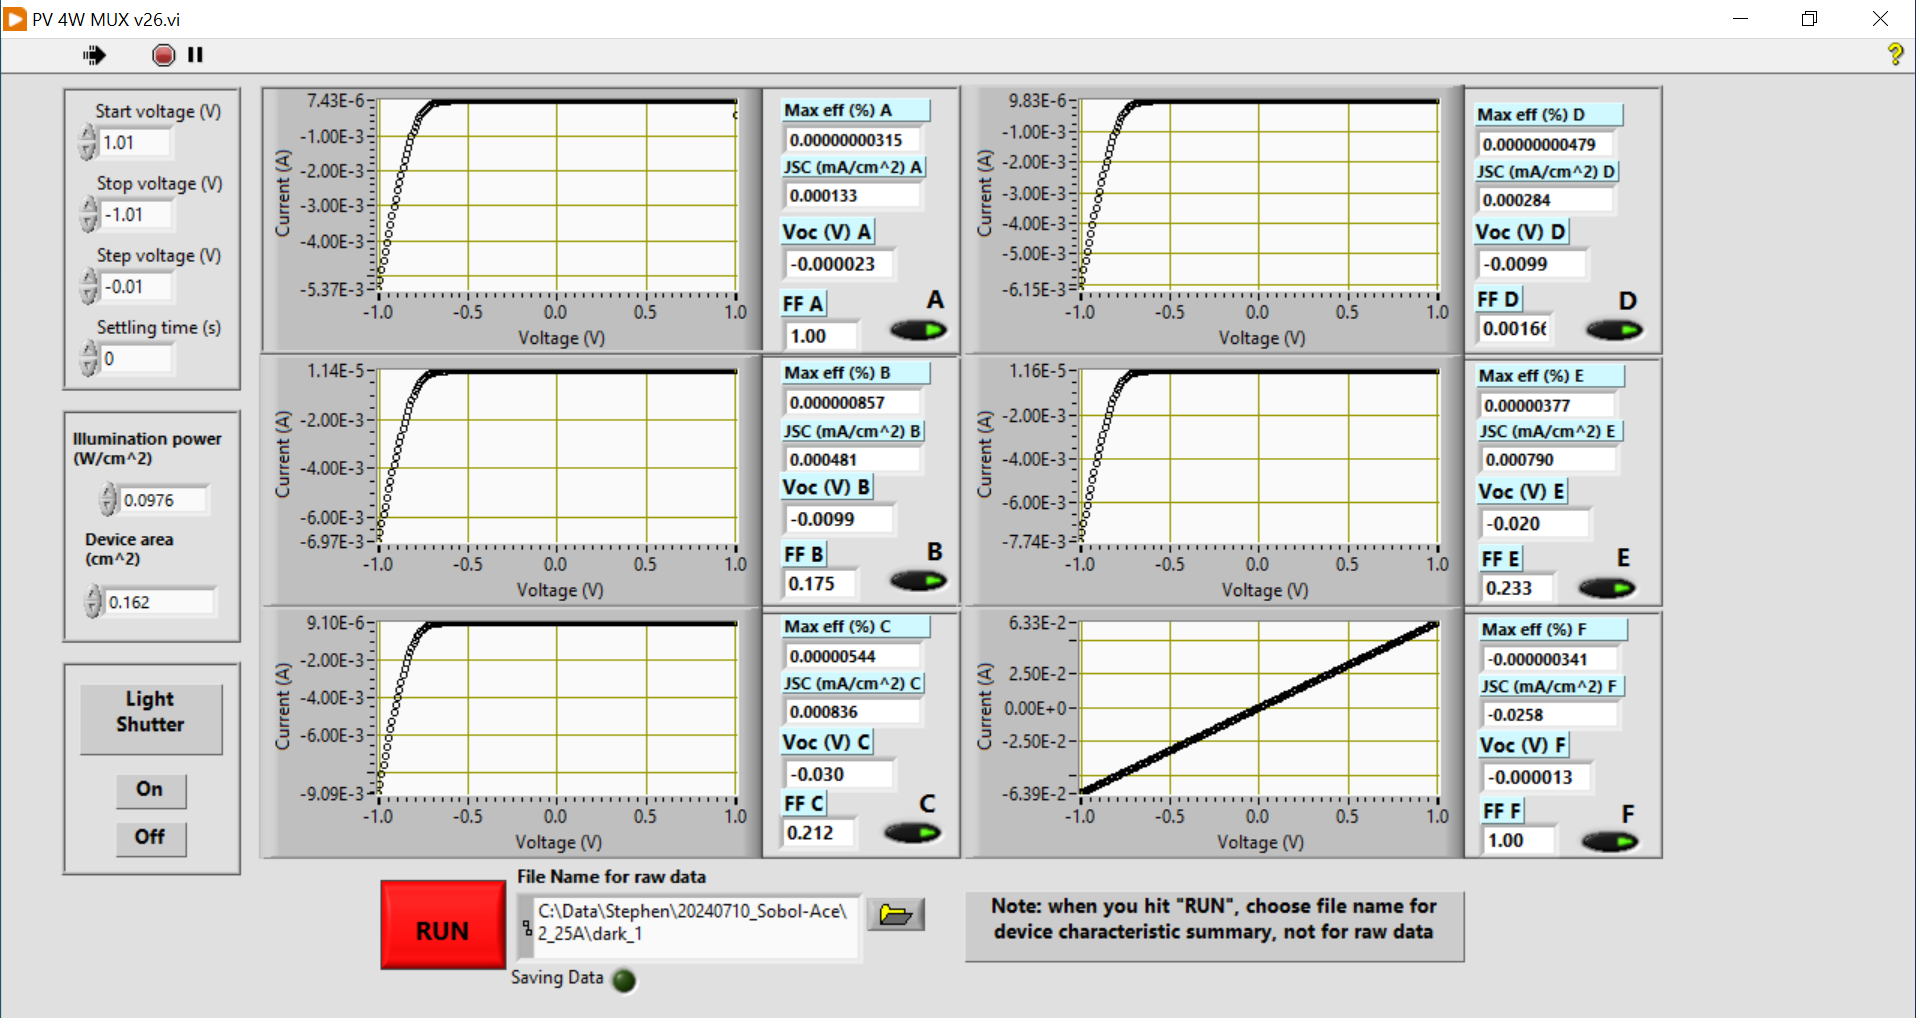 PV 4W MUX v26.vi
Start voltage (V)
1.01
Stop voltage (V)
-1.01
Step voltage (V)
-0.01
Settling time (s)
0
Illumination power
(W/cm^2)
0.0976
Device area
(cm^2)
0.162
Light
Shutter
On
Off
Current (A)
7.43E-6
-1.00E-3
-2.00E-3
-3.00E-3
-4.00E-3
-5.37E-3
-1.0 -0.5 0.0 0.5 1.0
Voltage (V)
Max eff (%) A
0.00000000315
JSC (mA/cm^2) A
0.000133
Voc (V) A
-0.000023
FF A
1.00
A
Current (A)
1.14E-5
-2.00E-3
-4.00E-3
-6.00E-3
-6.97E-3
-1.0 -0.5 0.0 0.5 1.0
Voltage (V)
Max eff (%) B
0.000000857
JSC (mA/cm^2) B
0.000481
Voc (V) B
-0.0099
FF B
0.175
B
Current (A)
9.10E-6
-2.00E-3
-4.00E-3
-6.00E-3
-9.09E-3
-1.0 -0.5 0.0 0.5 1.0
Voltage (V)
Max eff (%) C
0.00000544
JSC (mA/cm^2) C
0.000836
Voc (V) C
-0.030
FF C
0.212
C
Current (A)
9.83E-6
-1.00E-3
-2.00E-3
-3.00E-3
-4.00E-3
-5.00E-3
-6.15E-3
-1.0 -0.5 0.0 0.5 1.0
Voltage (V)
Max eff (%) D
0.00000000479
JSC (mA/cm^2) D
0.000284
Voc (V) D
-0.0099
FF D
0.00166
D
Current (A)
1.16E-5
-2.00E-3
-4.00E-3
-6.00E-3
-7.74E-3
-1.0 -0.5 0.0 0.5 1.0
Voltage (V)
Max eff (%) E
0.00000377
JSC (mA/cm^2) E
0.000790
Voc (V) E
-0.020
FF E
0.233
E
Current (A)
6.33E-2
2.50E-2
0.00E+0
-2.50E-2
-6.39E-2
-1.0 -0.5 0.0 0.5 1.0
Voltage (V)
Max eff (%) F
-0.000000341
JSC (mA/cm^2) F
-0.0258
Voc (V) F
-0.000013
FF F
1.00
F
RUN
File Name for raw data
C:\Data\Stephen\20240710_Sobol-Ace\
2_25A\dark_1
Saving Data
Note: when you hit "RUN", choose file name for
device characteristic summary, not for raw data